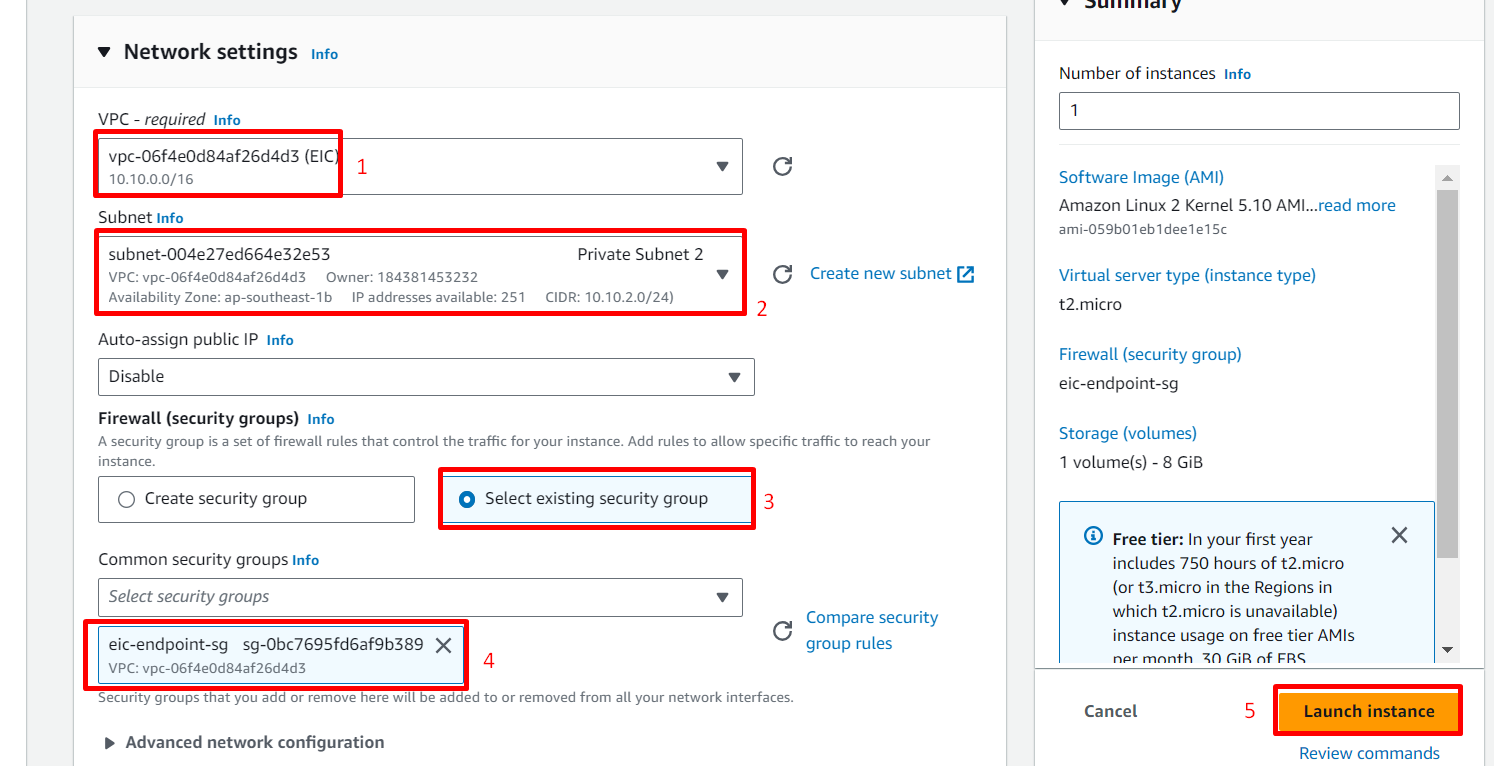 Network settings Info
VPC - required Info
vpc-06f4e0d84af26d4d3 (EIC)
10.10.0.0/16
1
Subnet Info
subnet-004e27ed664e32e53 Private Subnet 2
VPC: vpc-06f4e0d84af26d4d3 Owner: 184381453232
Availability Zone: ap-southeast-1b IP addresses available: 251 CIDR: 10.10.2.0/24)
Create new subnet
2
Auto-assign public IP Info
Disable
Firewall (security groups) Info
A security group is a set of firewall rules that control the traffic for your instance. Add rules to allow specific traffic to reach your
instance.
Create security group
Select existing security group
3
Common security groups Info
Select security groups
eic-endpoint-sg sg-0bc7695fd6af9b389
VPC: vpc-06f4e0d84af26d4d3
4
Compare security
group rules
Security groups that you add or remove here will be added to or removed from all your network interfaces.
Advanced network configuration
Summary
Number of instances Info
1
Software Image (AMI)
Amazon Linux 2 Kernel 5.10 AMI...read more
ami-059b01eb1dee1e15c
Virtual server type (instance type)
t2.micro
Firewall (security group)
eic-endpoint-sg
Storage (volumes)
1 volume(s) - 8 GiB
Free tier: In your first year
includes 750 hours of t2.micro
(or t3.micro in the Regions in
which t2.micro is unavailable)
instance usage on free tier AMIs
per month, 30 GiB of EBS
Cancel
5
Launch instance
Review commands